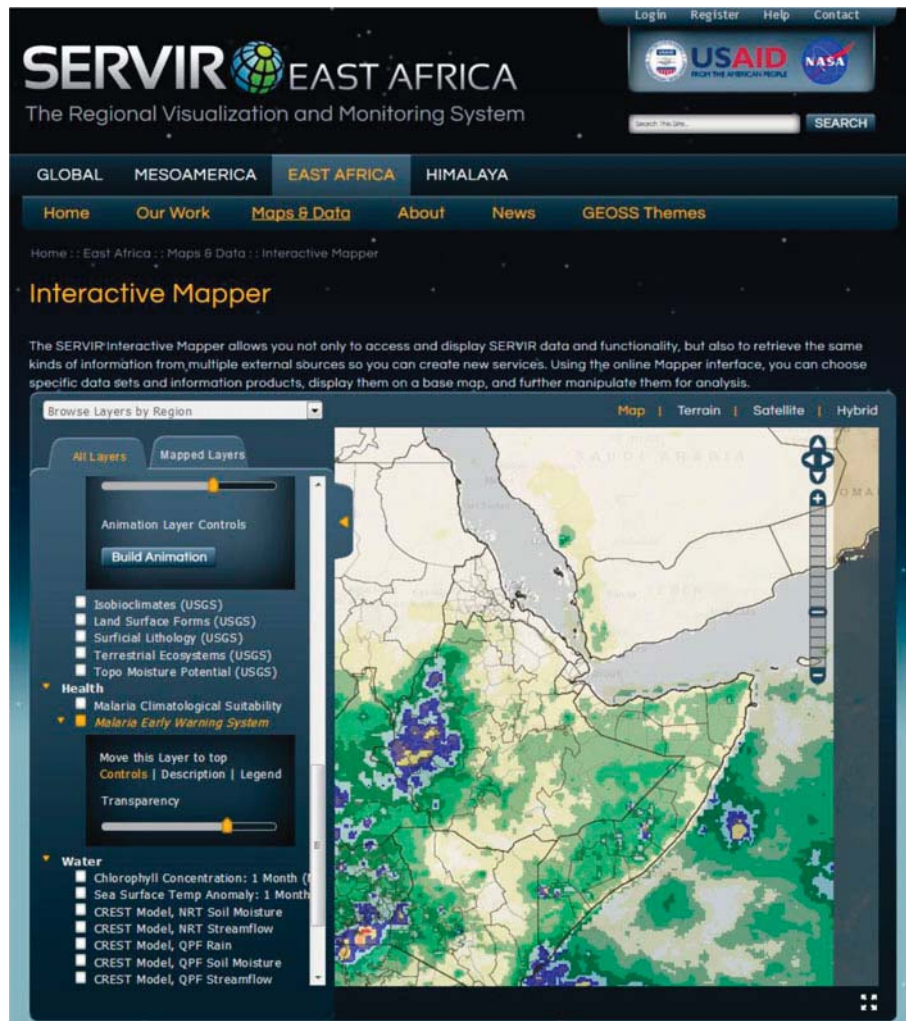 Login Register Help Contact
SERVIR EAST AFRICA
USAID
FROM THE AMERICAN PEOPLE
NASA
The Regional Visualization and Monitoring System
Search this Site...
SEARCH
GLOBAL MESOAMERICA EAST AFRICA HIMALAYA
Home Our Work Maps & Data About News GEOSS Themes
Home :: East Africa :: Maps & Data :: Interactive Mapper
Interactive Mapper
The SERVIR Interactive Mapper allows you not only to access and display SERVIR data and functionality, but also to retrieve the same
kinds of information from multiple external sources so you can create new services. Using the online Mapper interface, you can choose
specific data sets and information products, display them on a base map, and further manipulate them for analysis.
Browse Layers by Region
Map | Terrain | Satellite | Hybrid
All Layers
Mapped Layers
Animation Layer Controls
Build Animation
Isobioclimates (USGS)
Land Surface Forms (USGS)
Surficial Lithology (USGS)
Terrestrial Ecosystems (USGS)
Topo Moisture Potential (USGS)
Health
Malaria Climatological Suitability
Malaria Early Warning System
Move this Layer to top
Controls | Description | Legend
Transparency
Water
Chlorophyll Concentration: 1 Month (
Sea Surface Temp Anomaly: 1 Month
CREST Model, NRT Soil Moisture
CREST Model, NRT Streamflow
CREST Model, QPF Rain
CREST Model, QPF Soil Moisture
CREST Model, QPF Streamflow
SAUDI ARABIA
OMA